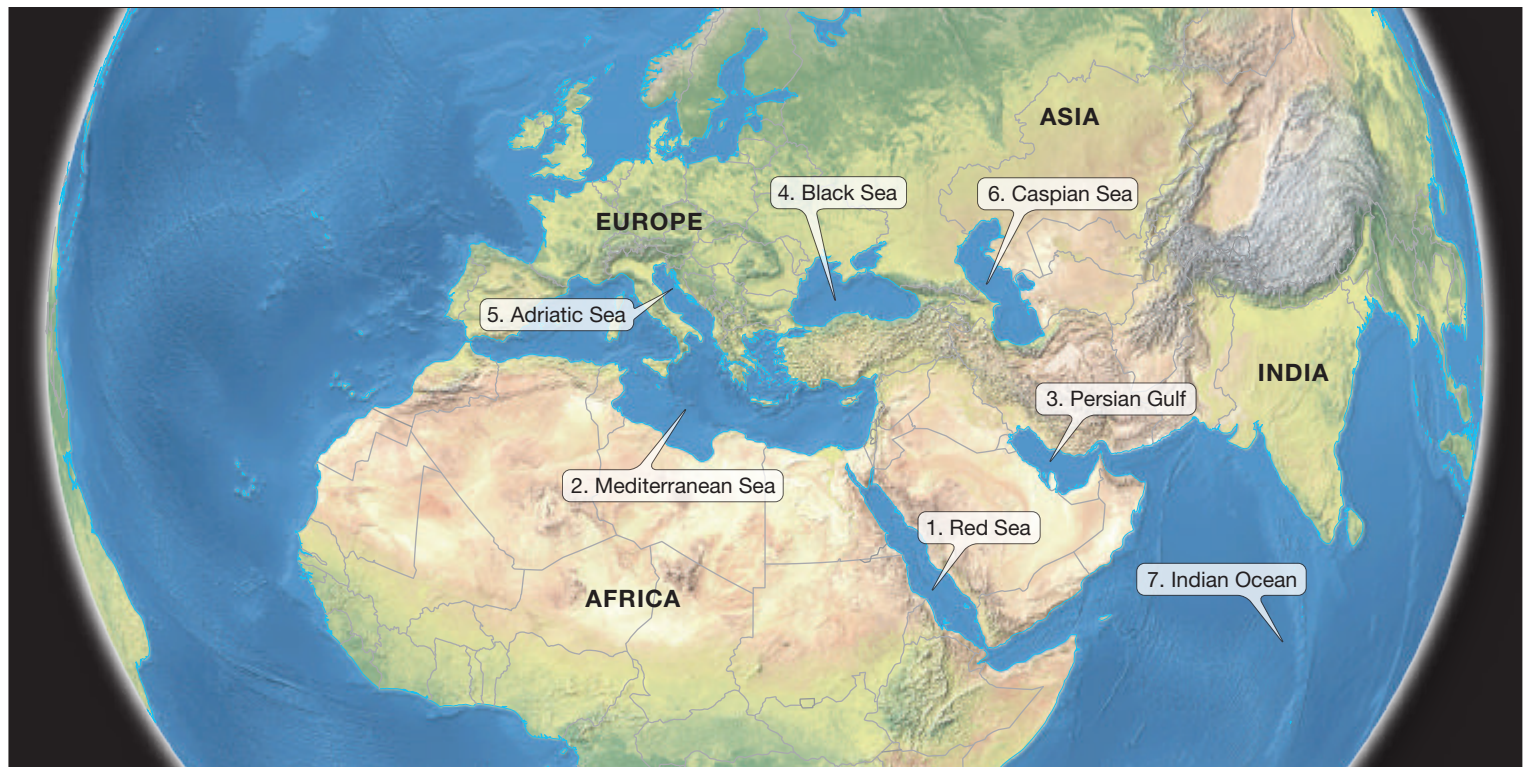 ASIA
4. Black Sea
6. Caspian Sea
EUROPE
5. Adriatic Sea
INDIA
3. Persian Gulf
2. Mediterranean Sea
1. Red Sea
7. Indian Ocean
AFRICA